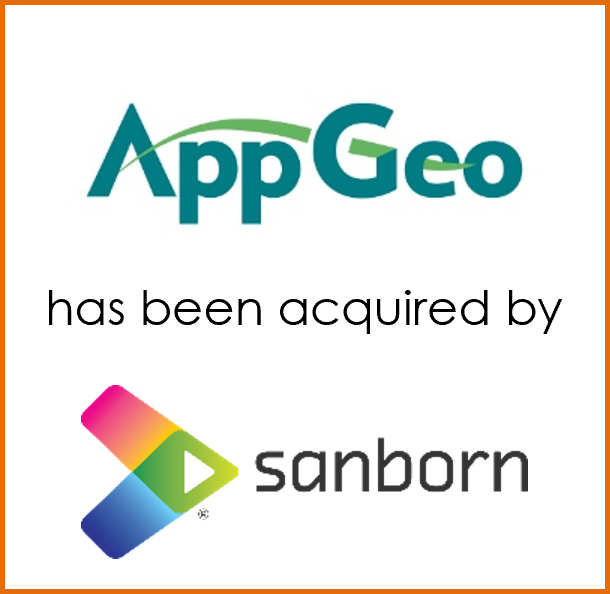 AppGeo
has been acquired by
sanborn
®